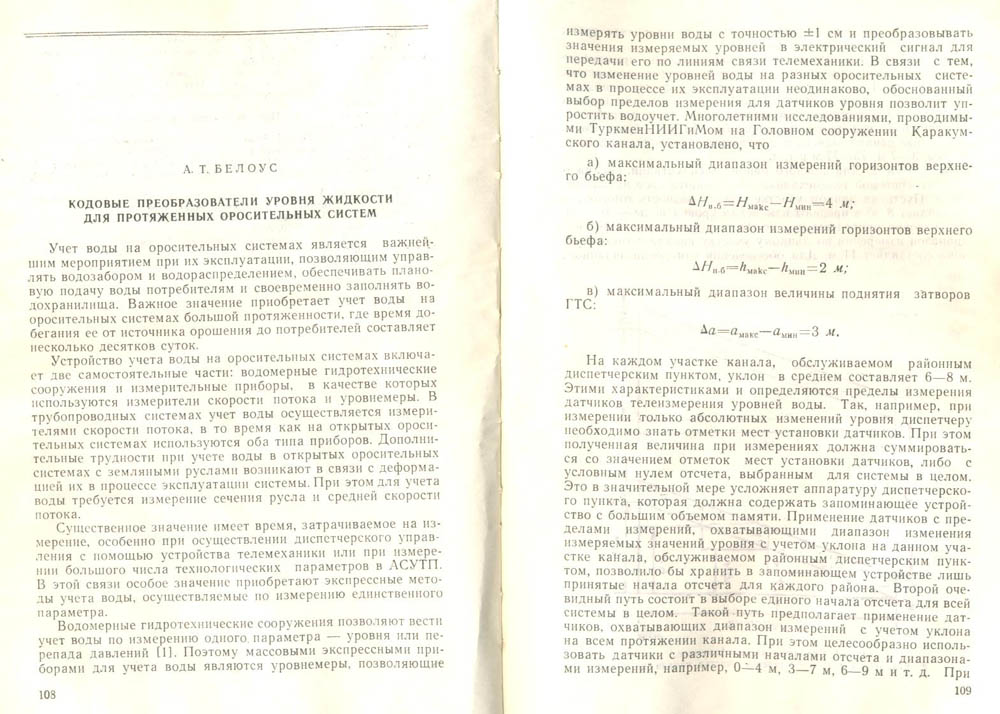 А. Т. БЕЛОУС
КОДОВЫЕ ПРЕОБРАЗОВАТЕЛИ УРОВНЯ ЖИДКОСТИ
ДЛЯ ПРОТЯЖЕННЫХ ОРОСИТЕЛЬНЫХ СИСТЕМ
Учет воды на оросительных системах является важней-
шим мероприятием при их эксплуатации, позволяющим управ-
лять водозабором и водораспределением, обеспечивать плано-
вую подачу воды потребителям и своевременно заполнять во-
дохранилища. Важное значение приобретает учет воды на
оросительных системах большой протяженности, где время до-
бегания ее от источника орошения до потребителей составляет
несколько десятков суток.
Устройство учета воды на оросительных системах включа-
ет две самостоятельные части: водомерные гидротехнические
сооружения и измерительные приборы, в качестве которых
используются измерители скорости потока и уровнемеры. В
трубопроводных системах учет воды осуществляется измери-
телями скорости потока, в то время как на открытых ороси-
тельных системах используются оба типа приборов. Дополни-
тельные трудности при учете воды в открытых оросительных
системах с земляными руслами возникают в связи с деформа-
цией их в процессе эксплуатации системы. При этом для учета
воды требуется измерение сечения русла и средней скорости
потока.
Существенное значение имеет время, затрачиваемое на из-
мерение, особенно при осуществлении диспетчерского управ-
ления с помощью устройства телемеханики или при измере-
нии большого числа технологических параметров в АСУТП.
В этой связи особое значение приобретают экспрессные мето-
ды учета воды, осуществляемые по измерению единственного
параметра.
Водомерные гидротехнические сооружения позволяют вести
учет воды по измерению одного параметра — уровня или пе-
репада давлений [1]. Поэтому массовыми экспрессными при-
борами для учета воды являются уровнемеры, позволяющие
108
измерять уровни воды с точностью ±1 см и преобразовывать
значения измеряемых уровней в электрический сигнал для
передачи его по линиям связи телемеханики. В связи с тем,
что изменение уровней воды на разных оросительных систе-
мах в процессе их эксплуатации неодинаково, обоснованный
выбор пределов измерения для датчиков уровня позволит уп-
ростить водоучет. Многолетними исследованиями, проводимы-
ми ТуркменНИИГиМом на Головном сооружении Каракум-
ского канала, установлено, что
а) максимальный диапазон измерений горизонтов верхне-
го бьефа:
ΔHв.б=Hмакс—Hмин=4 м;
б) максимальный диапазон измерений горизонтов верхнего
бьефа:
ΔHн.б=hмакс—hмин=2 м;
в) максимальный диапазон величины поднятия затворов
ГТС:
Δa=aмакс—aмин=3 м.
На каждом участке канала, обслуживаемом районным
диспетчерским пунктом, уклон в среднем составляет 6—8 м.
Этими характеристиками и определяются пределы измерения
датчиков телеизмерения уровней воды. Так, например, при
измерении только абсолютных изменений уровня диспетчеру
необходимо знать отметки мест установки датчиков. При этом
полученная величина при измерениях должна суммировать-
ся со значением отметок мест установки датчиков, либо с
условным нулем отсчета, выбранным для системы в целом.
Это в значительной мере усложняет аппаратуру диспетчерско-
го пункта, которая должна содержать запоминающее устрой-
ство с большим объемом памяти. Применение датчиков с пре-
делами измерений, охватывающими диапазон изменения
измеряемых значений уровня с учетом уклона на данном уча-
стке канала, обслуживаемом районным диспетчерским пунк-
том, позволило бы хранить в запоминающем устройстве лишь
принятые начала отсчета для каждого района. Второй оче-
видный путь состоит в выборе единого начала отсчета для всей
системы в целом. Такой путь предполагает применение дат-
чиков, охватывающих диапазон измерений с учетом уклона
на всем протяжении канала. При этом целесообразно исполь-
зовать датчики с различными началами отсчета и диапазона-
ми измерений, например, 0—4 м, 3—7 м, 6—9 м и т. д. При
109